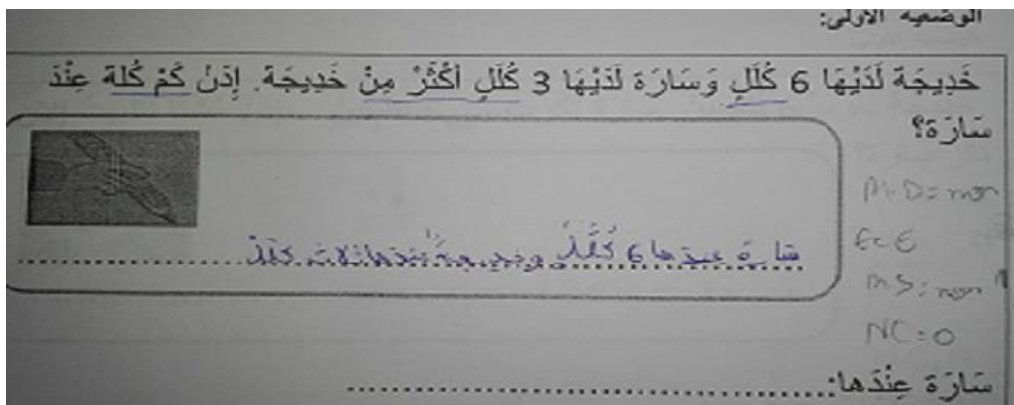 الوضعية الأولى:
خَدِيجَة لَدَيْهَا 6 كُلَلٍ وَسَارَة لَدَيْهَا 3 كُلَلٍ أَكْثَرْ مِنْ خَدِيجَة. إِذَنْ كَمْ كُلَة عِنْدَ
سَارَة؟
M.D= non
سارة عندها 6 كُلَلْ و خديجة عندها ثلاث كلل
M.S= non
NC=0
سَارَة عِنْدَها: